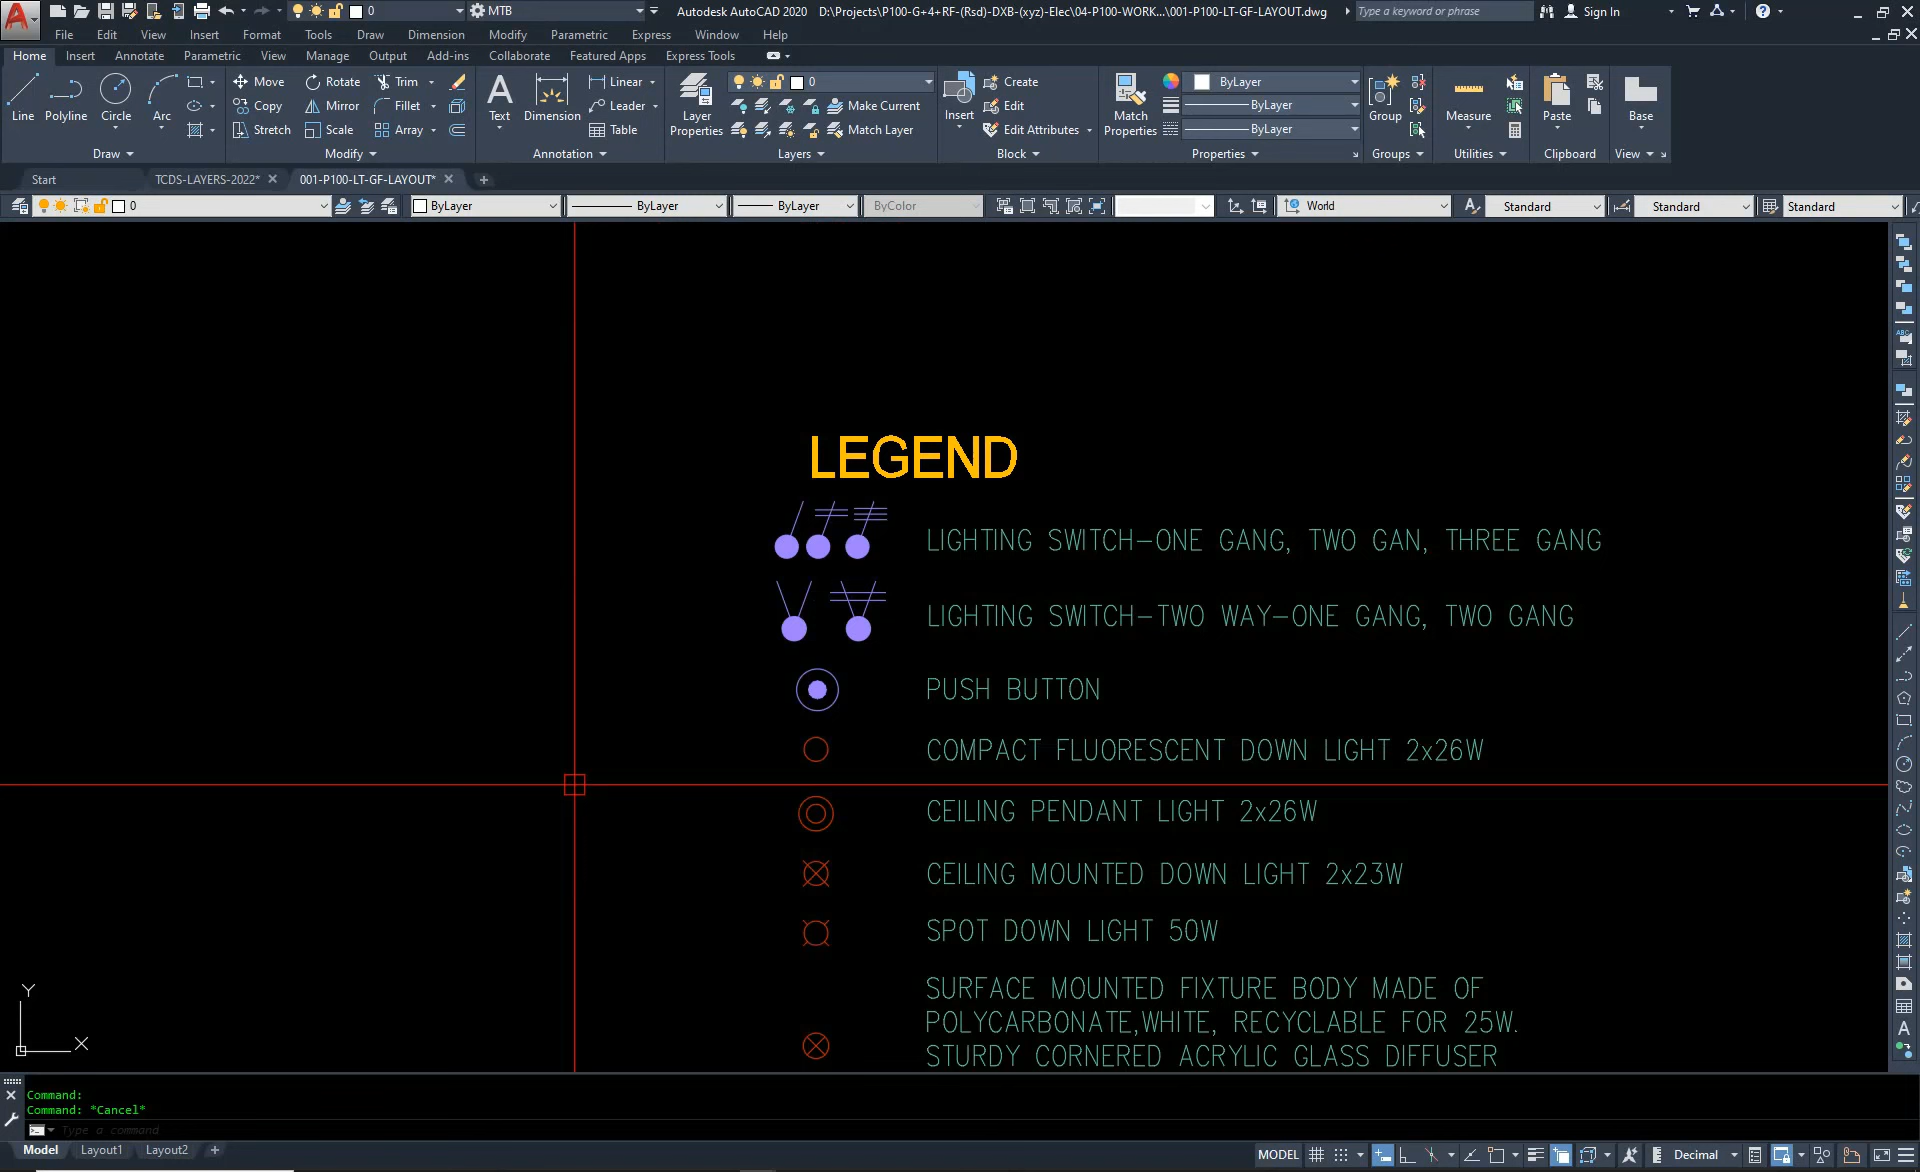 0
MTB
Autodesk AutoCAD 2020 D:\Projects\P100-G+4+RF-(Rsd)-DXB-(xyz)-Elec\04-P100-WORK...\001-P100-LT-GF-LAYOUT.dwg
Type a keyword or phrase
Sign In
File Edit View Insert Format Tools Draw Dimension Modify Parametric Express Window Help
Home Insert Annotate Parametric View Manage Output Add-ins Collaborate Featured Apps Express Tools
Line Polyline Circle Arc
Draw
Move Rotate Trim
Copy Mirror Fillet
Stretch Scale Array
Modify
Text Dimension
Linear
Leader
Table
Annotation
Layer Properties
0
Make Current
Match Layer
Layers
Insert
Create
Edit
Edit Attributes
Block
Match Properties
ByLayer
ByLayer
ByLayer
Properties
Group
Groups
Measure
Utilities
Paste
Clipboard
Base
View
Start TCDS-LAYERS-2022* 001-P100-LT-GF-LAYOUT*
0 ByLayer ByLayer ByLayer ByColor World Standard Standard Standard
LEGEND
LIGHTING SWITCH-ONE GANG, TWO GAN, THREE GANG
LIGHTING SWITCH-TWO WAY-ONE GANG, TWO GANG
PUSH BUTTON
COMPACT FLUORESCENT DOWN LIGHT 2x26W
CEILING PENDANT LIGHT 2x26W
CEILING MOUNTED DOWN LIGHT 2x23W
SPOT DOWN LIGHT 50W
SURFACE MOUNTED FIXTURE BODY MADE OF
POLYCARBONATE,WHITE, RECYCLABLE FOR 25W.
STURDY CORNERED ACRYLIC GLASS DIFFUSER
Y
X
Command:
Command: *Cancel*
Type a command
Model Layout1 Layout2
MODEL
Decimal